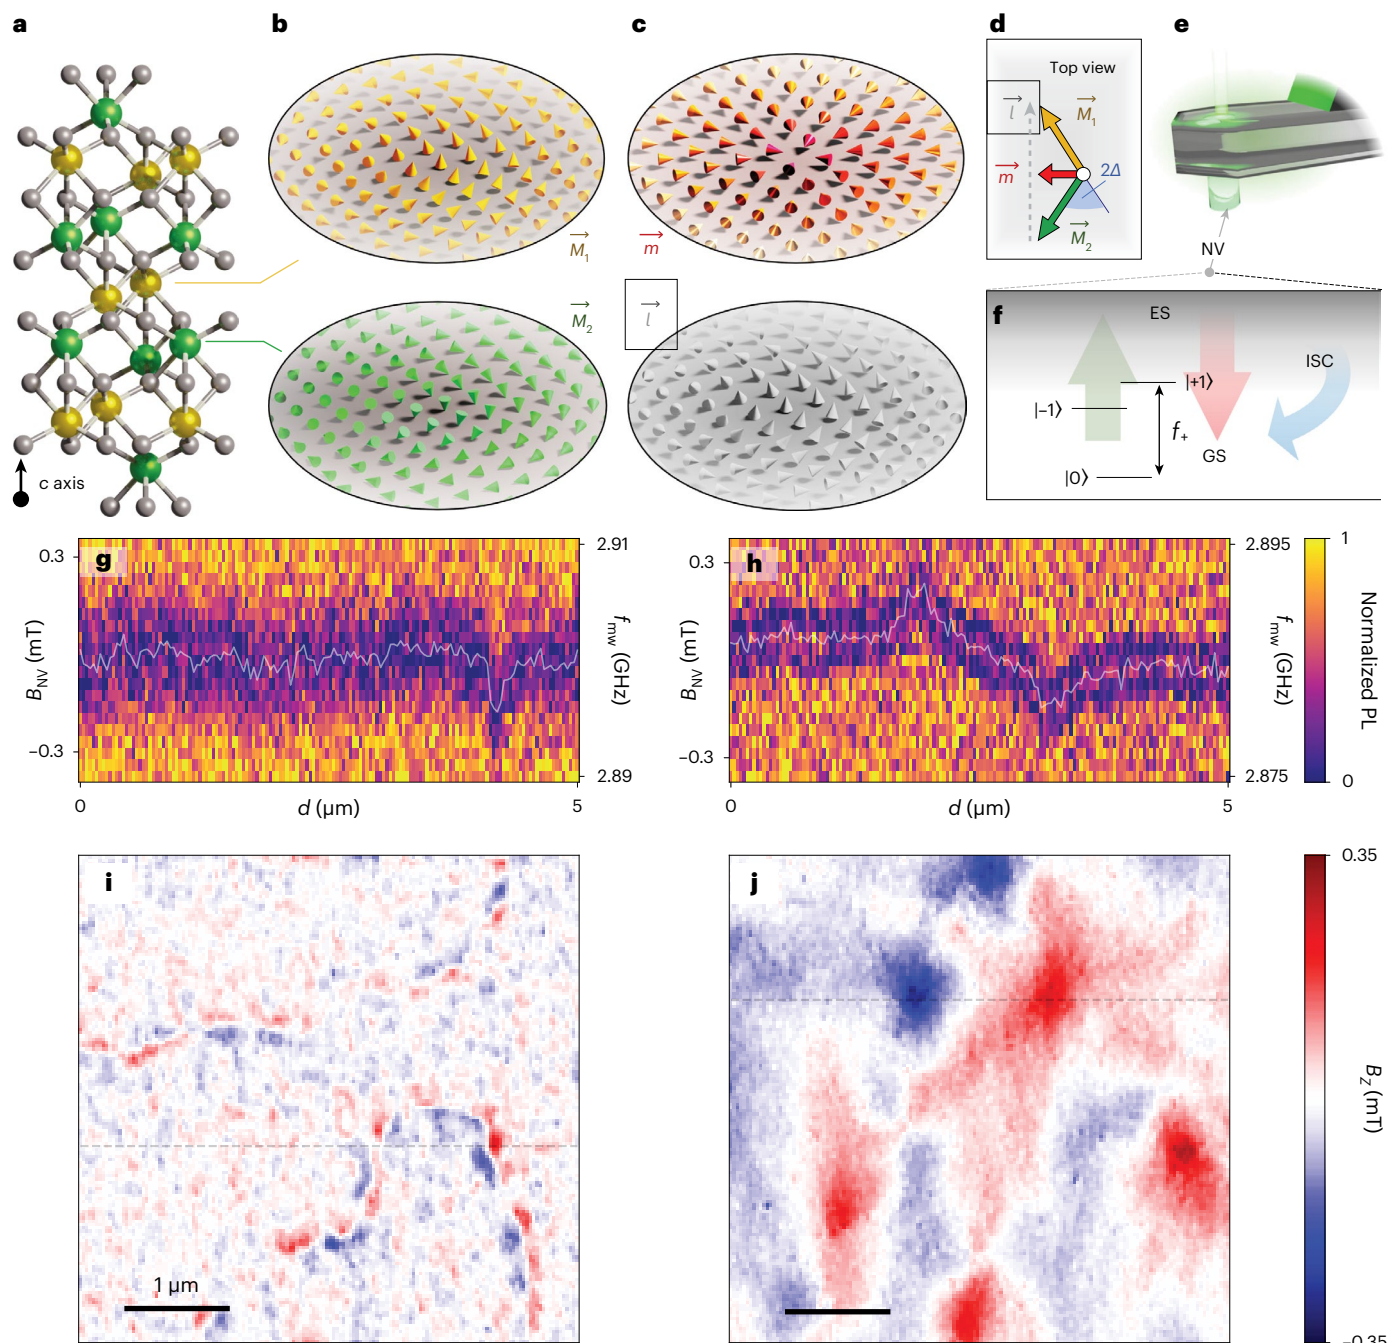 a
b
c
d
e
Top view
l
M1
m
2Δ
M2
NV
M1
m
M2
l
c axis
f
ES
ISC
|+1⟩
|−1⟩
f+
GS
|0⟩
g
0.3
−0.3
BNV (mT)
2.91
2.89
fmw (GHz)
0
5
d (µm)
h
0.3
−0.3
BNV (mT)
2.895
2.875
fmw (GHz)
0
5
d (µm)
1
0
Normalized PL
i
1 µm
j
0.35
−0.35
BZ (mT)